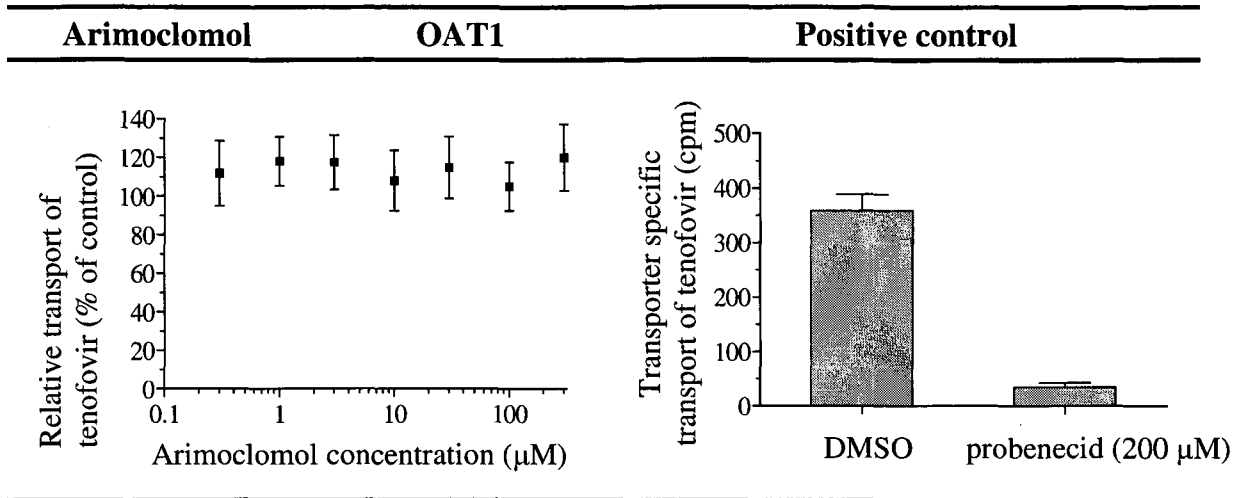 Arimoclomol OAT1 Positive control
Relative transport of
tenofovir (% of control)
140
120
100
80
60
40
20
0
0.1 1 10 100
Arimoclomol concentration (μM)
Transporter specific
transport of tenofovir (cpm)
500
400
300
200
100
0
DMSO probenecid (200 μM)